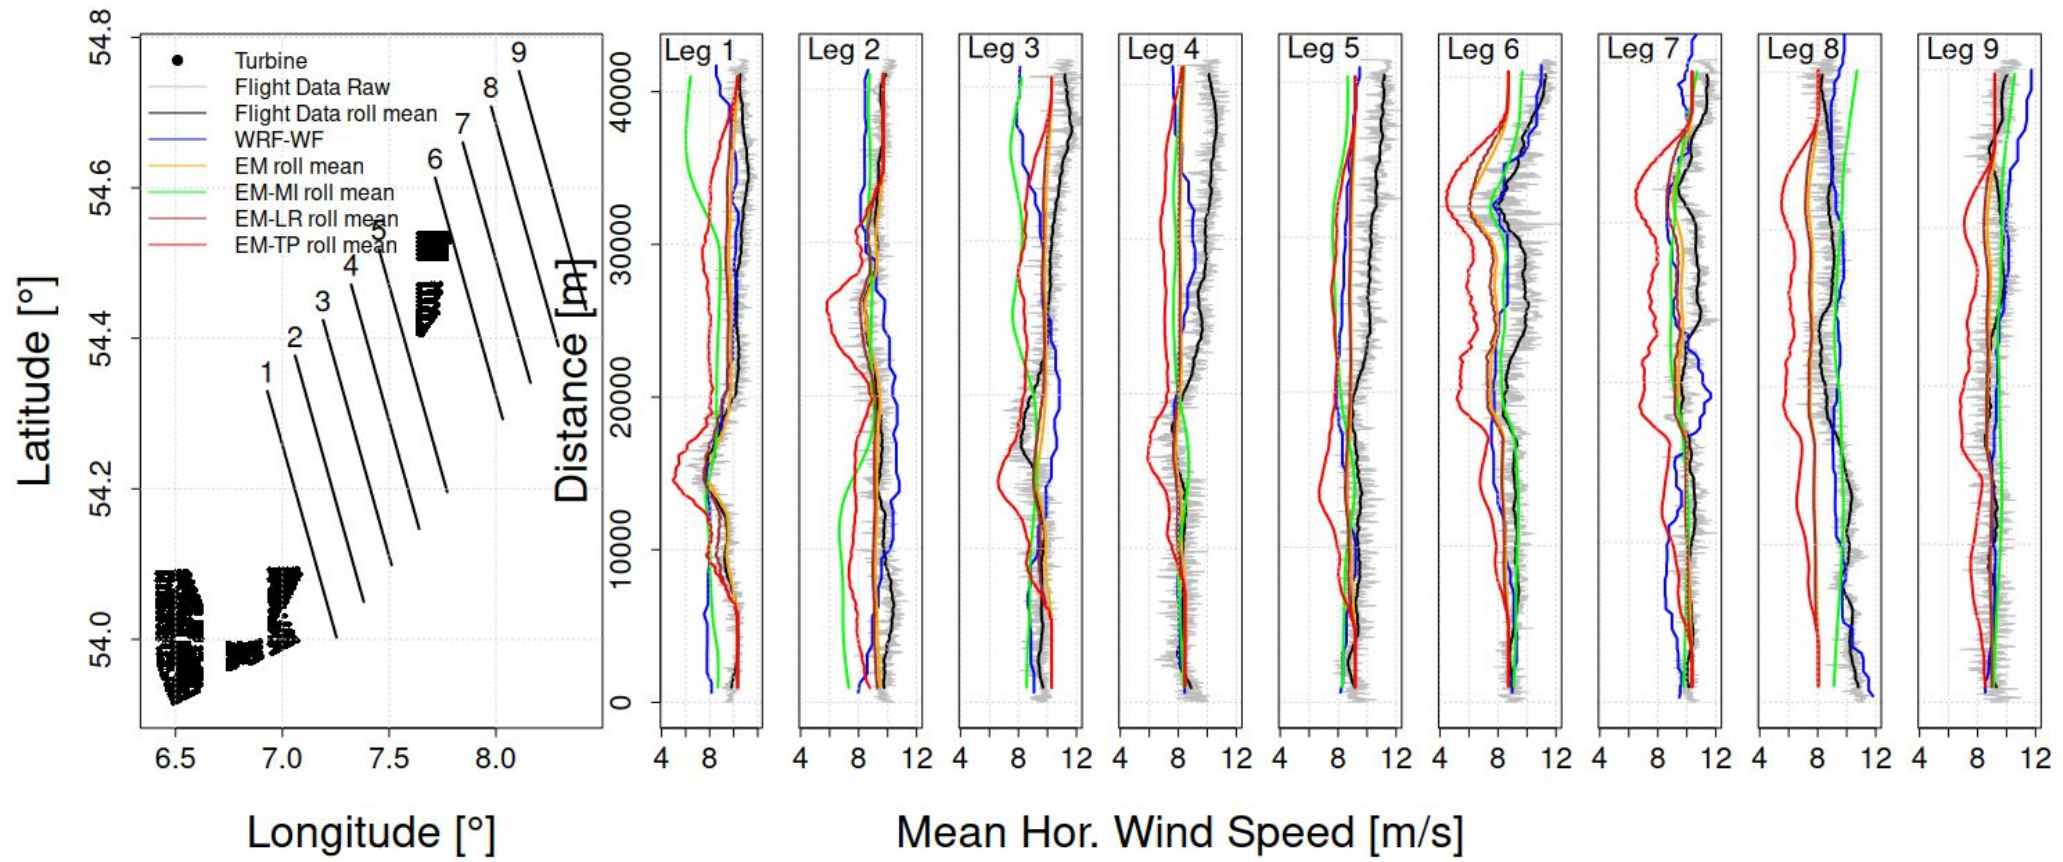 Latitude [°]
54.8
54.6
54.4
54.2
54.0
Turbine
Flight Data Raw
Flight Data roll mean
WRF-WF
EM roll mean
EM-MI roll mean
EM-LR roll mean
EM-TP roll mean
1
2
3
4
5
6
7
8
9
6.5
7.0
7.5
8.0
Longitude [°]
Distance [m]
40000
30000
20000
10000
0
Leg 1
Leg 2
Leg 3
Leg 4
Leg 5
Leg 6
Leg 7
Leg 8
Leg 9
4 8
4 8 12
4 8 12
4 8 12
4 8 12
4 8 12
4 8 12
4 8 12
4 8 12
Mean Hor. Wind Speed [m/s]